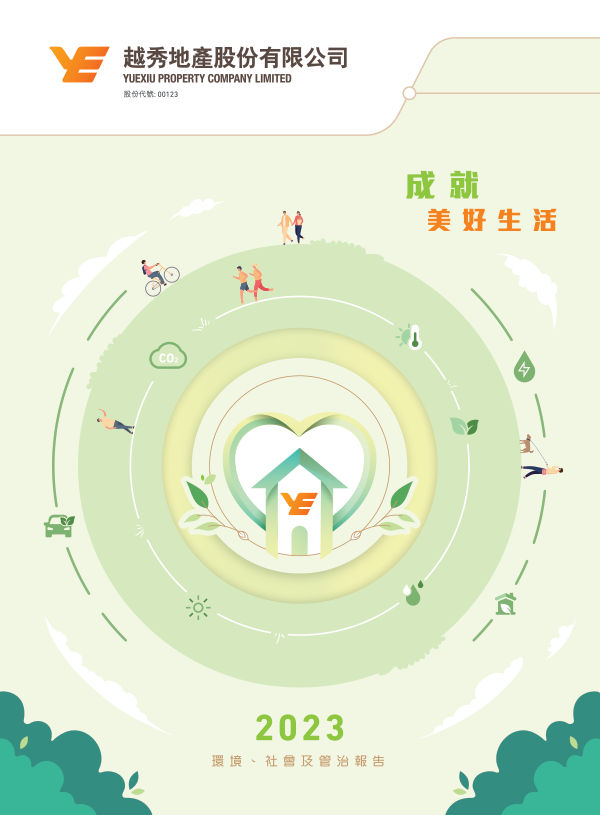 越秀地產股份有限公司
YUEXIU PROPERTY COMPANY LIMITED
股份代號: 00123
成就
美好生活
CO₂
YE
2023
環境、社會及管治報告